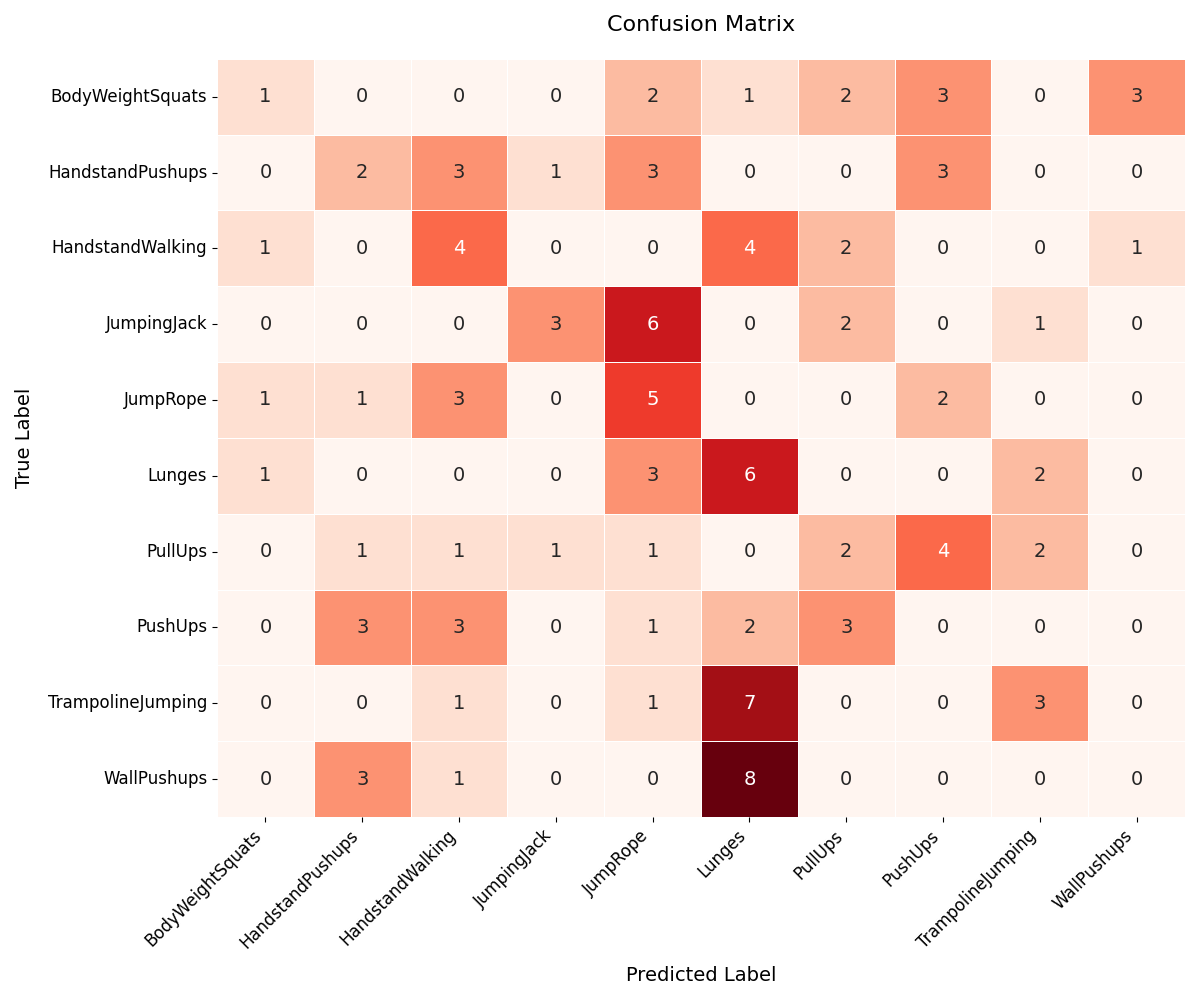 Confusion Matrix
True Label
BodyWeightSquats 1 0 0 0 2 1 2 3 0 3
HandstandPushups 0 2 3 1 3 0 0 3 0 0
HandstandWalking 1 0 4 0 0 4 2 0 0 1
JumpingJack 0 0 0 3 6 0 2 0 1 0
JumpRope 1 1 3 0 5 0 0 2 0 0
Lunges 1 0 0 0 3 6 0 0 2 0
PullUps 0 1 1 1 1 0 2 4 2 0
PushUps 0 3 3 0 1 2 3 0 0 0
TrampolineJumping 0 0 1 0 1 7 0 0 3 0
WallPushups 0 3 1 0 0 8 0 0 0 0
BodyWeightSquats HandstandPushups HandstandWalking JumpingJack JumpRope Lunges PullUps PushUps TrampolineJumping WallPushups
Predicted Label